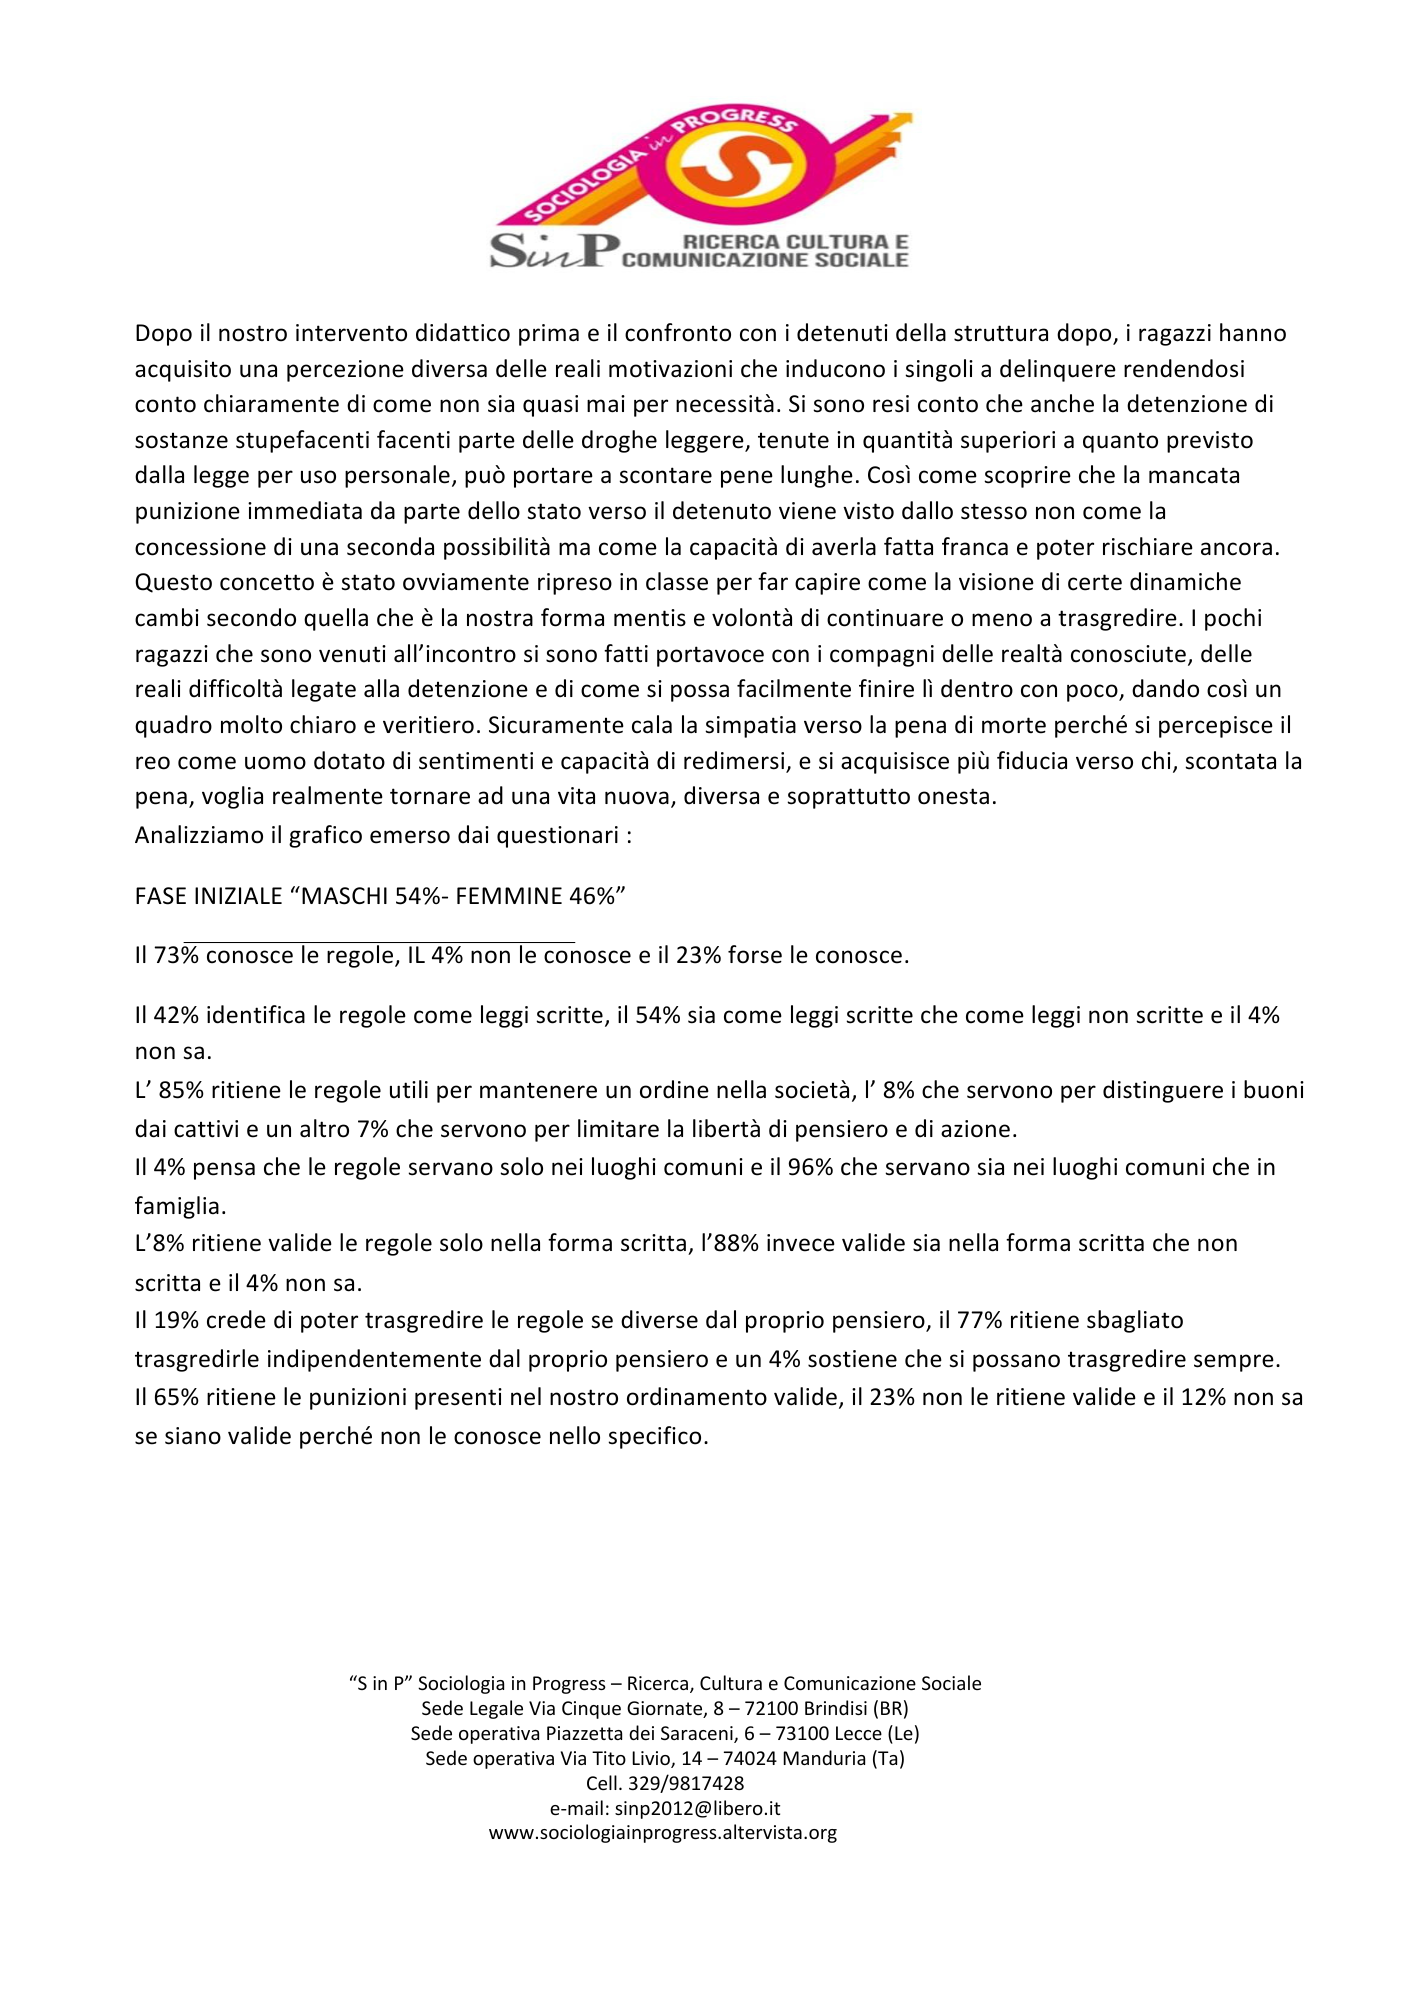 SOCIOLOGIA in PROGRESS
S
SinP RICERCA CULTURA E
COMUNICAZIONE SOCIALE
Dopo il nostro intervento didattico prima e il confronto con i detenuti della struttura dopo, i ragazzi hanno
acquisito una percezione diversa delle reali motivazioni che inducono i singoli a delinquere rendendosi
conto chiaramente di come non sia quasi mai per necessità. Si sono resi conto che anche la detenzione di
sostanze stupefacenti facenti parte delle droghe leggere, tenute in quantità superiori a quanto previsto
dalla legge per uso personale, può portare a scontare pene lunghe. Così come scoprire che la mancata
punizione immediata da parte dello stato verso il detenuto viene visto dallo stesso non come la
concessione di una seconda possibilità ma come la capacità di averla fatta franca e poter rischiare ancora.
Questo concetto è stato ovviamente ripreso in classe per far capire come la visione di certe dinamiche
cambi secondo quella che è la nostra forma mentis e volontà di continuare o meno a trasgredire. I pochi
ragazzi che sono venuti all’incontro si sono fatti portavoce con i compagni delle realtà conosciute, delle
reali difficoltà legate alla detenzione e di come si possa facilmente finire lì dentro con poco, dando così un
quadro molto chiaro e veritiero. Sicuramente cala la simpatia verso la pena di morte perché si percepisce il
reo come uomo dotato di sentimenti e capacità di redimersi, e si acquisisce più fiducia verso chi, scontata la
pena, voglia realmente tornare ad una vita nuova, diversa e soprattutto onesta.
Analizziamo il grafico emerso dai questionari :
FASE INIZIALE “MASCHI 54%- FEMMINE 46%”
Il 73% conosce le regole, IL 4% non le conosce e il 23% forse le conosce.
Il 42% identifica le regole come leggi scritte, il 54% sia come leggi scritte che come leggi non scritte e il 4%
non sa.
L’ 85% ritiene le regole utili per mantenere un ordine nella società, l’ 8% che servono per distinguere i buoni
dai cattivi e un altro 7% che servono per limitare la libertà di pensiero e di azione.
Il 4% pensa che le regole servano solo nei luoghi comuni e il 96% che servano sia nei luoghi comuni che in
famiglia.
L’8% ritiene valide le regole solo nella forma scritta, l’88% invece valide sia nella forma scritta che non
scritta e il 4% non sa.
Il 19% crede di poter trasgredire le regole se diverse dal proprio pensiero, il 77% ritiene sbagliato
trasgredirle indipendentemente dal proprio pensiero e un 4% sostiene che si possano trasgredire sempre.
Il 65% ritiene le punizioni presenti nel nostro ordinamento valide, il 23% non le ritiene valide e il 12% non sa
se siano valide perché non le conosce nello specifico.
“S in P” Sociologia in Progress – Ricerca, Cultura e Comunicazione Sociale
Sede Legale Via Cinque Giornate, 8 – 72100 Brindisi (BR)
Sede operativa Piazzetta dei Saraceni, 6 – 73100 Lecce (Le)
Sede operativa Via Tito Livio, 14 – 74024 Manduria (Ta)
Cell. 329/9817428
e-mail: sinp2012@libero.it
www.sociologiainprogress.altervista.org